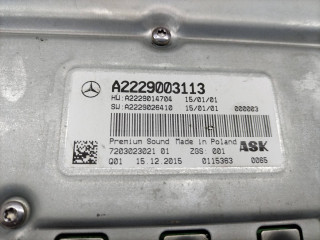 A2229003113
HW:A2229014704 15/01/01
SW:A2229026410 15/01/01 000003
Premium Sound Made in Poland
7203023021 01 ZGS: 001 ASK
Q01 15.12.2015 0115363 0065